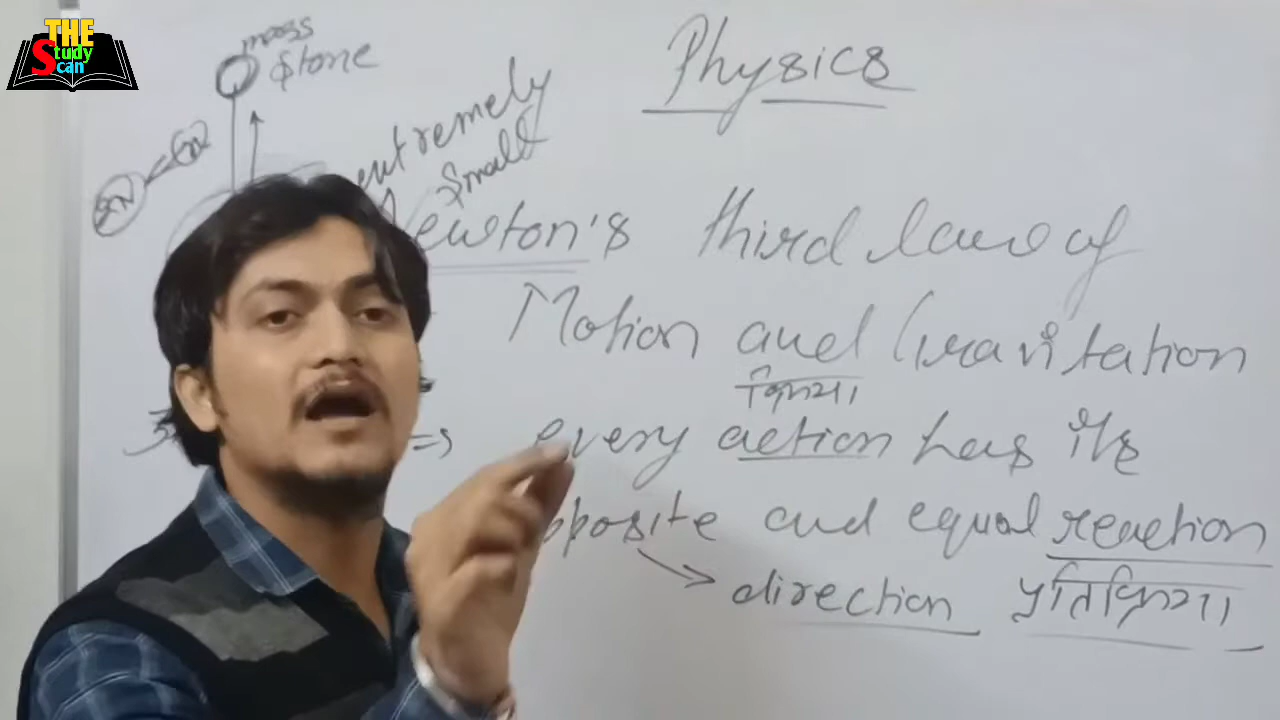 THE
Study
Scan
mass
Stone
extremely
small
Physics
Newton's third law of
Motion and Gravitation
क्रिया
=> every action has its
opposite and equal reaction
direction प्रतिक्रिया